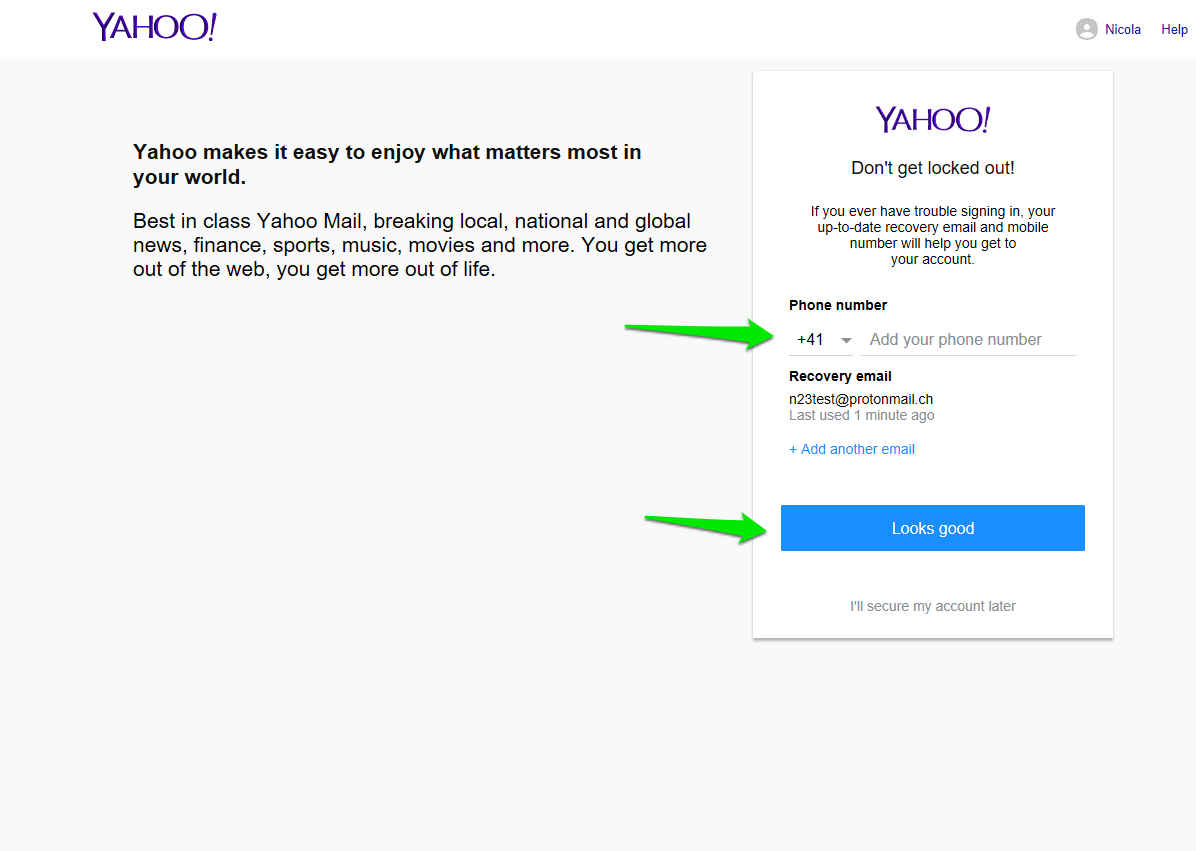 YAHOO!
Nicola
Help
Yahoo makes it easy to enjoy what matters most in
your world.
Best in class Yahoo Mail, breaking local, national and global
news, finance, sports, music, movies and more. You get more
out of the web, you get more out of life.
YAHOO!
Don't get locked out!
If you ever have trouble signing in, your
up-to-date recovery email and mobile
number will help you get to
your account.
Phone number
+41
Add your phone number
Recovery email
n23test@protonmail.ch
Last used 1 minute ago
+ Add another email
Looks good
I'll secure my account later